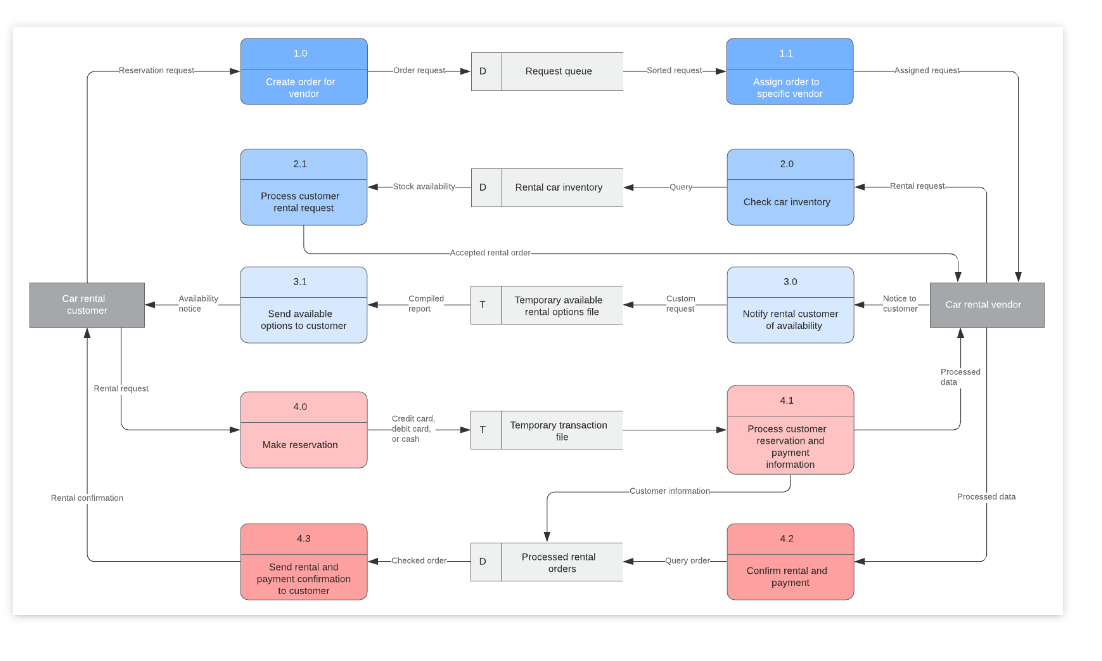 1.0
1.1
Reservation request
Order request
D
Request queue
Sorted request
Assigned request
Create order for
vendor
Assign order to
specific vendor
2.1
2.0
Stock availability
D
Rental car inventory
Query
Rental request
Process customer
rental request
Check car inventory
Accepted rental order
3.1
3.0
Car rental
customer
Availability
notice
Compiled
report
T
Temporary available
rental options file
Custom
request
Notice to
customer
Car rental vendor
Send available
options to customer
Notify rental customer
of availability
Rental request
Processed
data
4.0
4.1
Credit card,
debit card,
or cash
T
Temporary transaction
file
Make reservation
Process customer
reservation and
payment
information
Customer information
Rental confirmation
Processed data
4.3
4.2
Checked order
D
Processed rental
orders
Query order
Send rental and
payment confirmation
to customer
Confirm rental and
payment